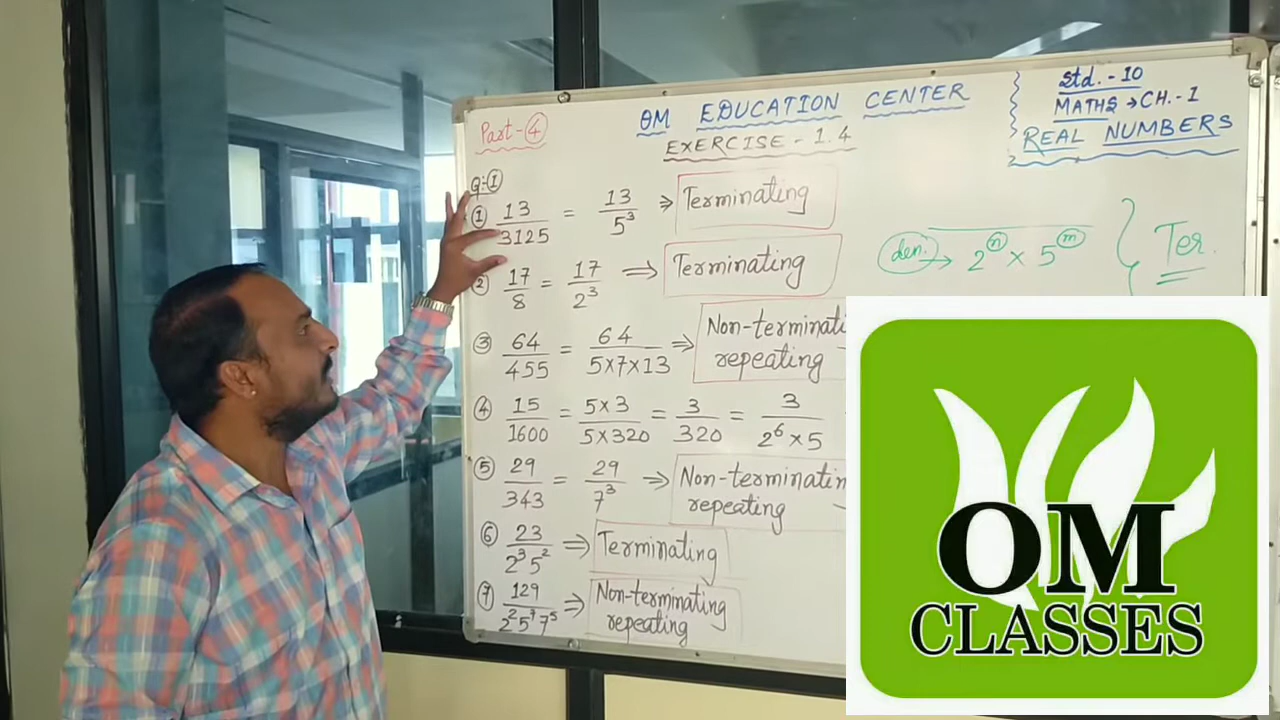 Part-④
OM EDUCATION CENTER
EXERCISE - 1.4
Std. - 10
MATHS → CH. - 1
REAL NUMBERS
Q:-①
① 13/3125 = 13/5³ ⇒ Terminating
② 17/8 = 17/2³ ⇒ Terminating
③ 64/455 = 64/5×7×13 ⇒ Non-terminati
repeating
④ 15/1600 = 5×3/5×320 = 3/320 = 3/2⁶×5
⑤ 29/343 = 29/7³ ⇒ Non-terminatin
repeating
⑥ 23/2³5² ⇒ Terminating
⑦ 129/2²5⁷7⁵ ⇒ Non-terminating
repeating
den: → 2ⁿ × 5ᵐ } Ter.
OM
CLASSES